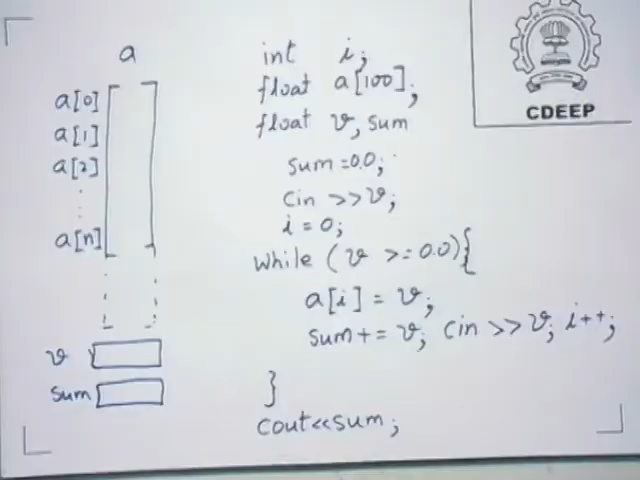 a
a[0]
a[1]
a[2]
a[n]
v
sum
int i;
float a[100];
float v, sum
sum = 0.0;
cin >> v;
i = 0;
while (v >= 0.0){
a[i] = v;
sum += v; cin >> v; i++;
}
cout<<sum;
CDEEP